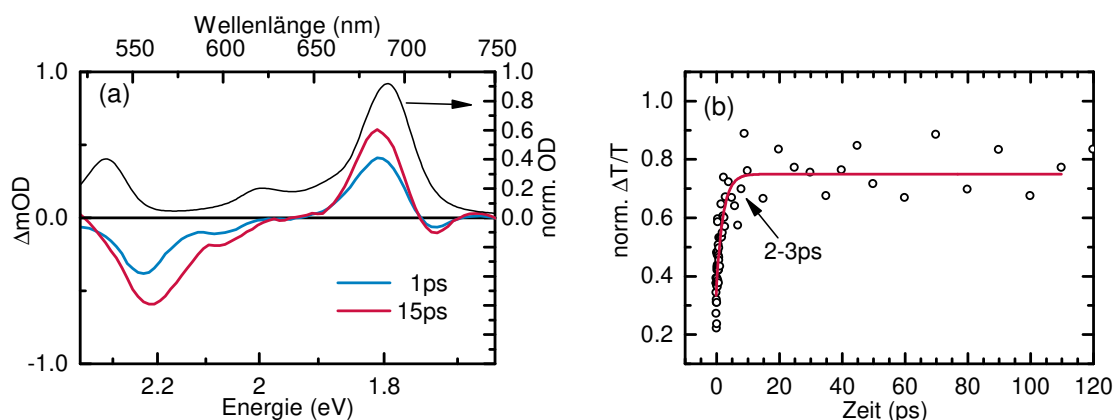 Wellenlänge (nm)
550 600 650 700 750
1.0 (a) 1.0
0.8
0.6
0.4
0.2
0.0 0.0
-1.0
ΔmOD
norm. OD
1ps
15ps
2.2 2 1.8
Energie (eV)
(b)
1.0
0.8
0.6
0.4
0.2
norm. ΔT/T
2-3ps
0 20 40 60 80 100 120
Zeit (ps)